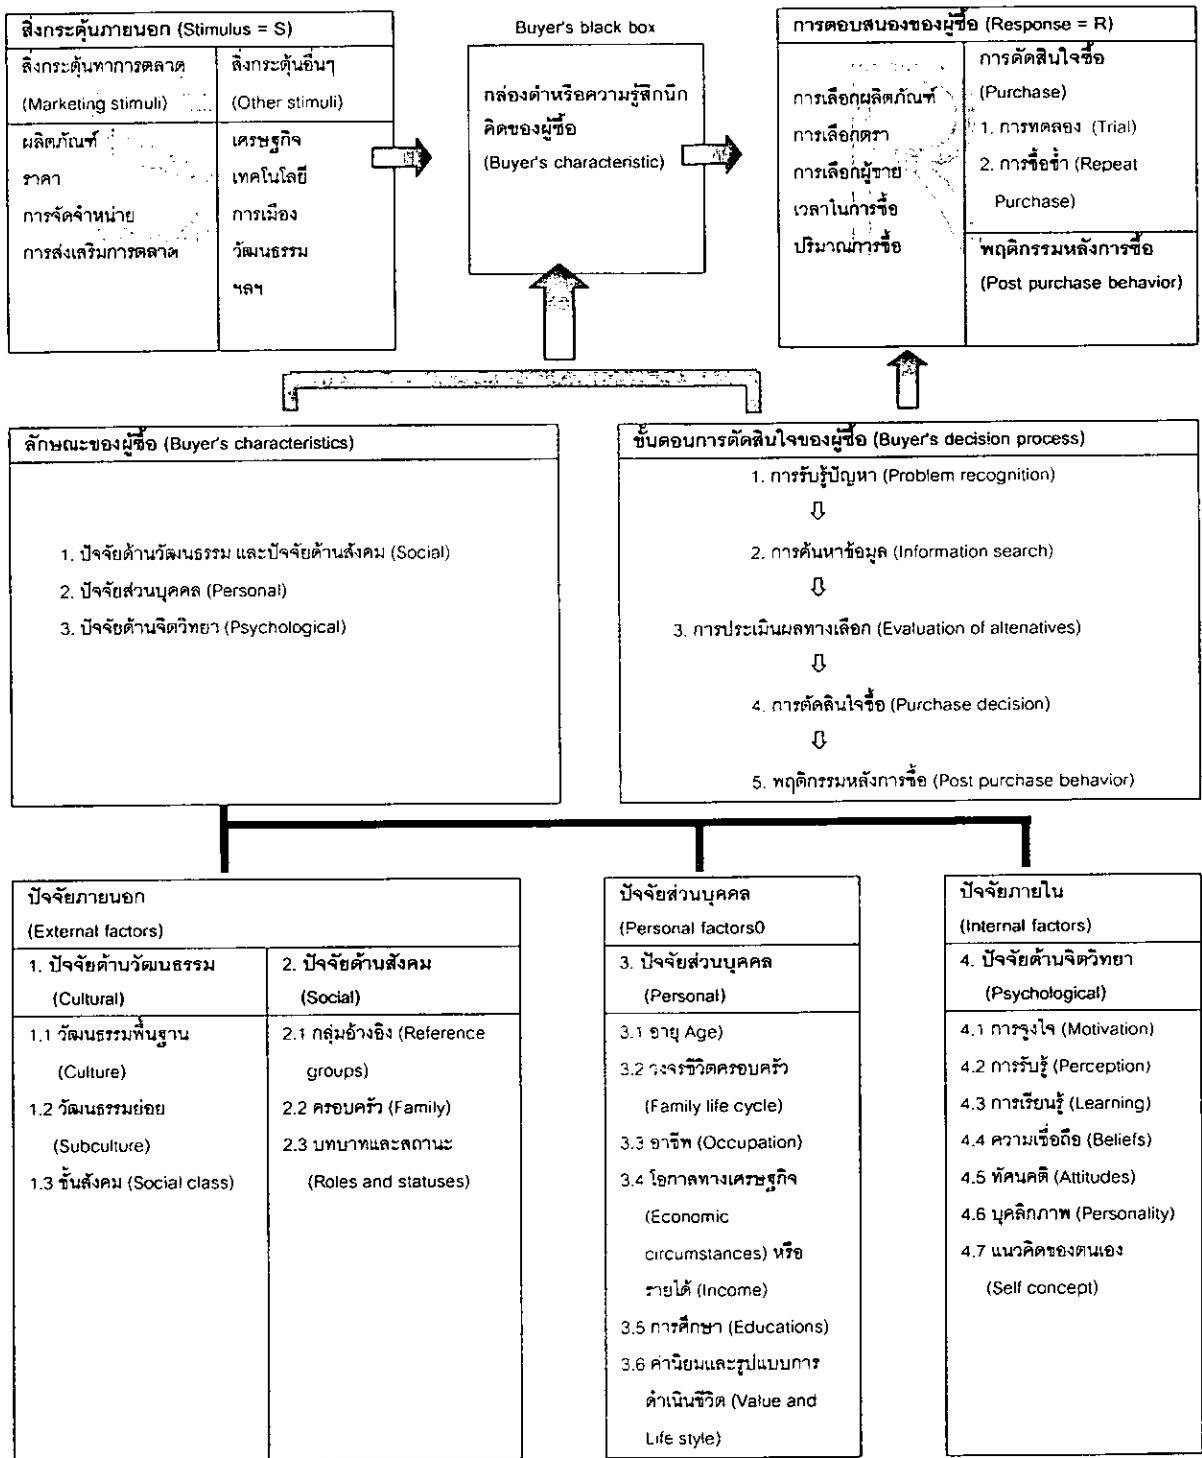 สิ่งกระตุ้นภายนอก (Stimulus = S)
สิ่งกระตุ้นทาการตลาด
(Marketing stimuli)
ผลิตภัณฑ์
ราคา
การจัดจำหน่าย
การส่งเสริมการตลาด
สิ่งกระตุ้นอื่นๆ
(Other stimuli)
เศรษฐกิจ
เทคโนโลยี
การเมือง
วัฒนธรรม
ฯลฯ
Buyer's black box
กล่องดำหรือความรู้สึกนึก
คิดของผู้ซื้อ
(Buyer's characteristic)
การตอบสนองของผู้ซื้อ (Response = R)
การเลือกผลิตภัณฑ์
การเลือกตรา
การเลือกผู้ขาย
เวลาในการซื้อ
ปริมาณการซื้อ
การตัดสินใจซื้อ
(Purchase)
1. การทดลอง (Trial)
2. การซื้อซ้ำ (Repeat
Purchase)
พฤติกรรมหลังการซื้อ
(Post purchase behavior)
ลักษณะของผู้ซื้อ (Buyer's characteristics)
1. ปัจจัยด้านวัฒนธรรม และปัจจัยด้านสังคม (Social)
2. ปัจจัยส่วนบุคคล (Personal)
3. ปัจจัยด้านจิตวิทยา (Psychological)
ขั้นตอนการตัดสินใจของผู้ซื้อ (Buyer's decision process)
1. การรับรู้ปัญหา (Problem recognition)
2. การค้นหาข้อมูล (Information search)
3. การประเมินผลทางเลือก (Evaluation of altenatives)
4. การตัดสินใจซื้อ (Purchase decision)
5. พฤติกรรมหลังการซื้อ (Post purchase behavior)
ปัจจัยภายนอก
(External factors)
1. ปัจจัยด้านวัฒนธรรม
(Cultural)
1.1 วัฒนธรรมพื้นฐาน
(Culture)
1.2 วัฒนธรรมย่อย
(Subculture)
1.3 ชั้นสังคม (Social class)
2. ปัจจัยด้านสังคม
(Social)
2.1 กลุ่มอ้างอิง (Reference
groups)
2.2 ครอบครัว (Family)
2.3 บทบาทและสถานะ
(Roles and statuses)
ปัจจัยส่วนบุคคล
(Personal factors0
3. ปัจจัยส่วนบุคคล
(Personal)
3.1 อายุ Age)
3.2 วงจรชีวิตครอบครัว
(Family life cycle)
3.3 อาชีพ (Occupation)
3.4 โอกาสทางเศรษฐกิจ
(Economic
circumstances) หรือ
รายได้ (Income)
3.5 การศึกษา (Educations)
3.6 ค่านิยมและรูปแบบการ
ดำเนินชีวิต (Value and
Life style)
ปัจจัยภายใน
(Internal factors)
4. ปัจจัยด้านจิตวิทยา
(Psychological)
4.1 การจูงใจ (Motivation)
4.2 การรับรู้ (Perception)
4.3 การเรียนรู้ (Learning)
4.4 ความเชื่อถือ (Beliefs)
4.5 ทัศนคติ (Attitudes)
4.6 บุคลิกภาพ (Personality)
4.7 แนวคิดของตนเอง
(Self concept)